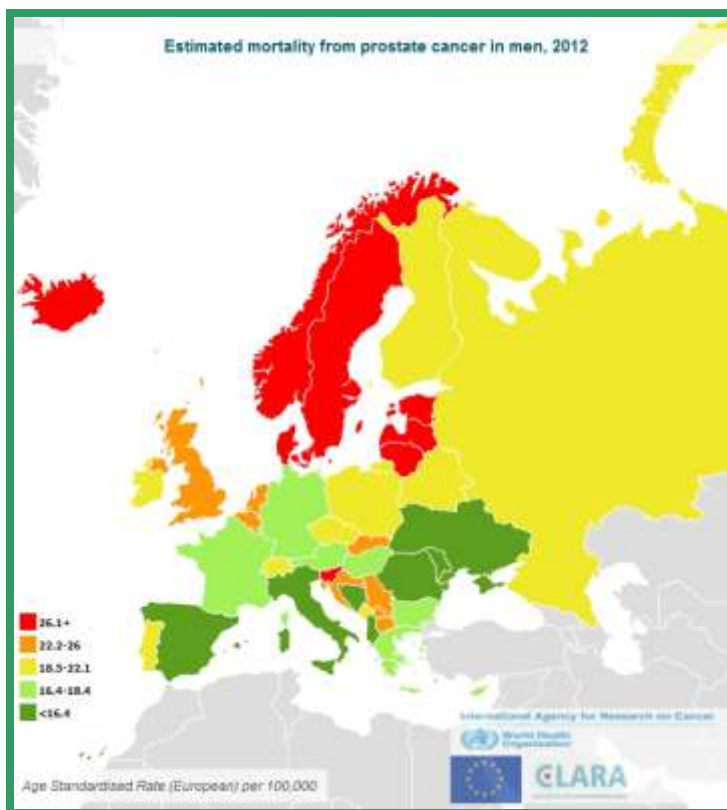 Estimated mortality from prostate cancer in men, 2012
26.1+
22.2-26
18.5-22.1
16.4-18.4
<16.4
International Agency for Research on Cancer
World Health
Organization
CLARA
Age Standardised Rate (European) per 100,000